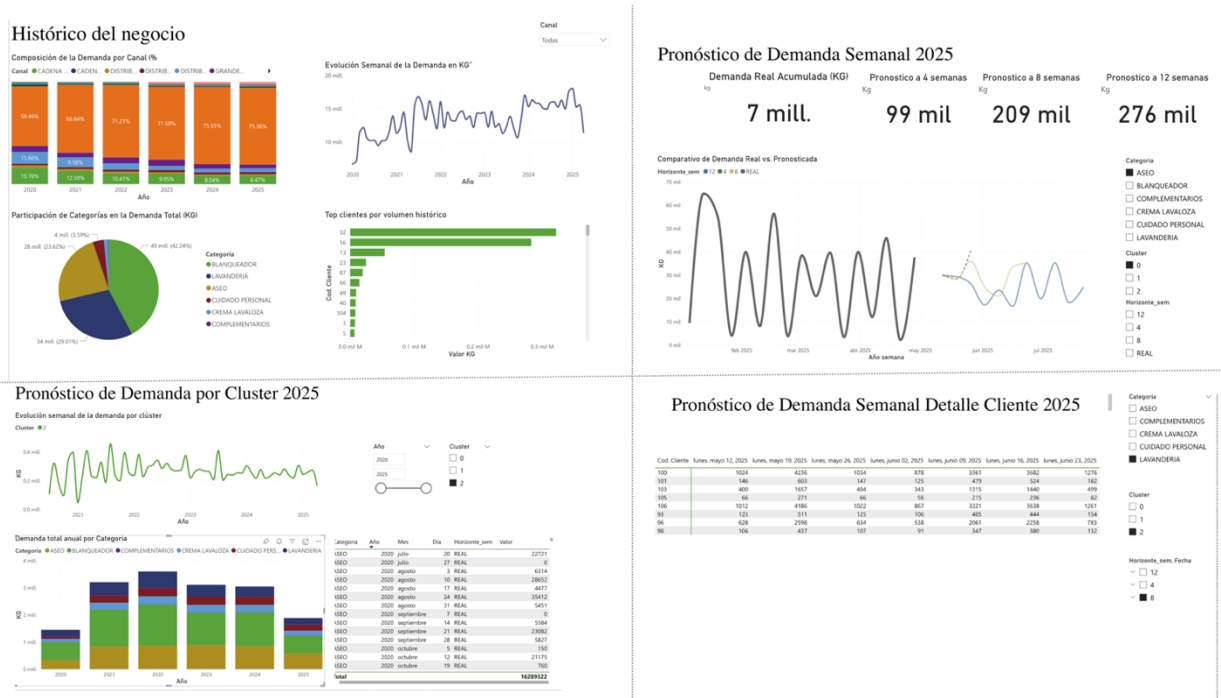 Histórico del negocio
Canal
Todas
Composición de la Demanda por Canal (%
Canal CADENA ... CADEN... DISTRIB... DISTRIB... DISTRIB... GRANDE...
58.46% 66.64% 71.21% 71.58% 75.55% 75.36%
11.66% 9.58%
15.76% 12.59% 10.41% 9.95% 8.04% 8.47%
2020 2021 2022 2023 2024 2025
Año
Evolución Semanal de la Demanda en KG"
20 mill.
15 mill.
10 mill.
2020 2021 2022 2023 2024 2025
Año
Participación de Categorías en la Demanda Total (KG)
4 mill. (3.59%)
28 mill. (23.62%)
49 mill. (42.24%)
34 mill. (29.01%)
Categoría
BLANQUEADOR
LAVANDERIA
ASEO
CUIDADO PERSONAL
CREMA LAVALOZA
COMPLEMENTARIOS
Top clientes por volumen histórico
Cod. Cliente
32
56
13
23
87
66
49
40
104
3
5
0.0 mil M 0.1 mil M 0.2 mil M 0.3 mil M
Valor KG
Pronóstico de Demanda Semanal 2025
Demanda Real Acumulada (KG)
kg
7 mill.
Pronostico a 4 semanas
Kg
99 mil
Pronostico a 8 semanas
Kg
209 mil
Pronostico a 12 semanas
Kg
276 mil
Comparativo de Demanda Real vs. Pronosticada
Horizonte_sem 12 4 8 REAL
KG
70 mil
60 mil
50 mil
40 mil
30 mil
20 mil
10 mil
0 mil
feb 2025 mar 2025 abr 2025 may 2025 jun 2025 jul 2025
Año semana
Categoria
ASEO
BLANQUEADOR
COMPLEMENTARIOS
CREMA LAVALOZA
CUIDADO PERSONAL
LAVANDERIA
Cluster
0
1
2
Horizonte_sem
12
4
8
REAL
Pronóstico de Demanda por Cluster 2025
Evolución semanal de la demanda por clúster
Cluster 2
KG
0.4 mill.
0.2 mill.
0.0 mill.
2021 2022 2023 2024 2025
Año
Año
2020
2025
Cluster
0
1
2
Demanda total anual por Categoria
Categoria ASEO BLANQUEADOR COMPLEMENTARIOS CREMA LAVALOZA CUIDADO PERS... LAVANDERIA
KG
4 mill.
3 mill.
2 mill.
1 mill.
0 mill.
2020 2021 2022 2023 2024 2025
Año
Categoria Año Mes Día Horizonte_sem Valor
ASEO 2020 julio 20 REAL 22721
ASEO 2020 julio 27 REAL 0
ASEO 2020 agosto 3 REAL 6314
ASEO 2020 agosto 10 REAL 28652
ASEO 2020 agosto 17 REAL 4477
ASEO 2020 agosto 24 REAL 35412
ASEO 2020 agosto 31 REAL 5451
ASEO 2020 septiembre 7 REAL 0
ASEO 2020 septiembre 14 REAL 5584
ASEO 2020 septiembre 21 REAL 23082
ASEO 2020 septiembre 28 REAL 5827
ASEO 2020 octubre 5 REAL 150
ASEO 2020 octubre 12 REAL 21175
ASEO 2020 octubre 19 REAL 760
Total 16289322
Pronóstico de Demanda Semanal Detalle Cliente 2025
Cod. Cliente lunes, mayo 12, 2025 lunes, mayo 19, 2025 lunes, mayo 26, 2025 lunes, junio 02, 2025 lunes, junio 09, 2025 lunes, junio 16, 2025 lunes, junio 23, 2025
100 1024 4236 1034 878 3361 3682 1276
101 146 603 147 125 479 524 182
103 400 1657 404 343 1315 1440 499
105 66 271 66 56 215 236 82
106 1012 4186 1022 867 3321 3638 1261
93 123 511 125 106 405 444 154
96 628 2598 634 538 2061 2258 783
98 106 437 107 91 347 380 132
Categoria
ASEO
COMPLEMENTARIOS
CREMA LAVALOZA
CUIDADO PERSONAL
LAVANDERIA
Cluster
0
1
2
Horizonte_sem, Fecha
12
4
8